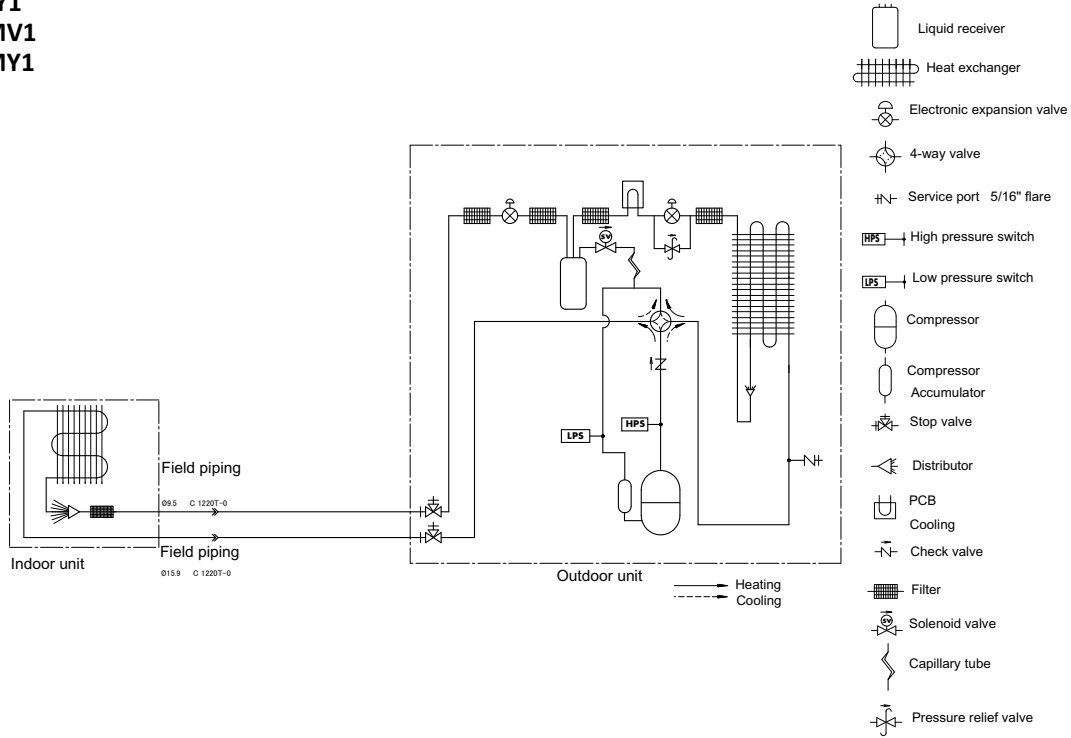 MV1
MY1
Liquid receiver
Heat exchanger
Electronic expansion valve
4-way valve
Service port 5/16" flare
HPS High pressure switch
LPS Low pressure switch
Compressor
Compressor
Accumulator
Stop valve
Distributor
PCB
Cooling
Check valve
Filter
SV Solenoid valve
Capillary tube
Pressure relief valve
SV
LPS
HPS
Field piping
Ø9.5 C 1220T-0
Field piping
Ø15.9 C 1220T-0
Indoor unit
Outdoor unit
Heating
Cooling